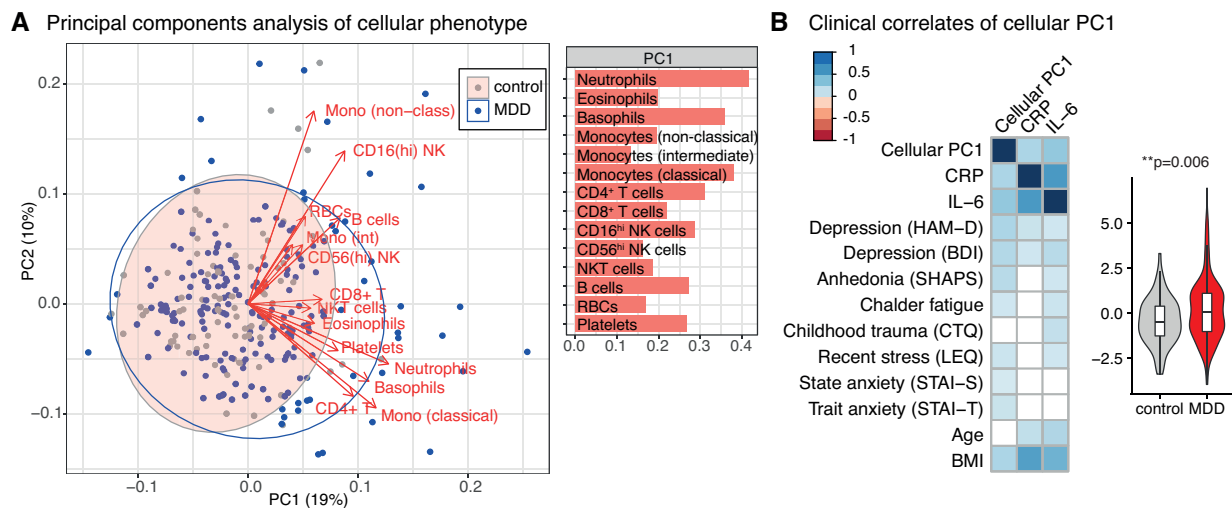 A Principal components analysis of cellular phenotype
PC2 (10%)
0.2
0.1
0.0
−0.1
−0.1
0.0
0.1
0.2
PC1 (19%)
control
MDD
Mono (non−class)
CD16(hi) NK
RBCs
B cells
Mono (int)
CD56(hi) NK
CD8+ T
NKT cells
Eosinophils
Platelets
Neutrophils
Basophils
CD4+ T
Mono (classical)
PC1
Neutrophils
Eosinophils
Basophils
Monocytes (non−classical)
Monocytes (intermediate)
Monocytes (classical)
CD4⁺ T cells
CD8⁺ T cells
CD16ʰⁱ NK cells
CD56ʰⁱ NK cells
NKT cells
B cells
RBCs
Platelets
0.0 0.1 0.2 0.3 0.4
B Clinical correlates of cellular PC1
1
0.5
0
−0.5
−1
Cellular PC1
CRP
IL−6
Cellular PC1
CRP
IL−6
Depression (HAM−D)
Depression (BDI)
Anhedonia (SHAPS)
Chalder fatigue
Childhood trauma (CTQ)
Recent stress (LEQ)
State anxiety (STAI−S)
Trait anxiety (STAI−T)
Age
BMI
**p=0.006
5.0
2.5
0.0
−2.5
control MDD